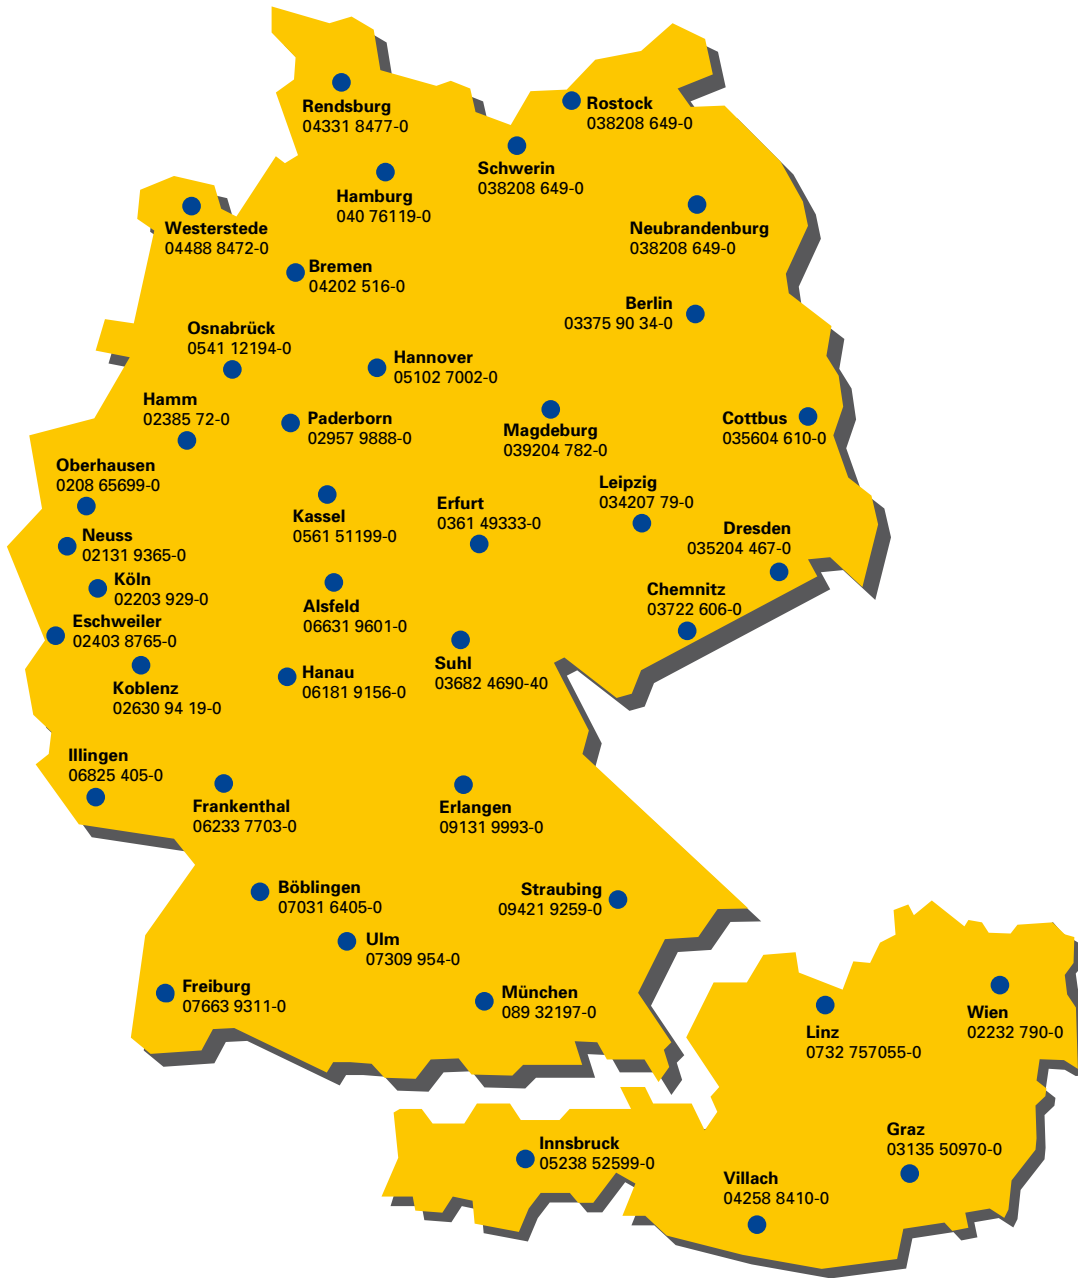 Rendsburg
04331 8477-0
Rostock
038208 649-0
Schwerin
038208 649-0
Hamburg
040 76119-0
Westerstede
04488 8472-0
Neubrandenburg
038208 649-0
Bremen
04202 516-0
Berlin
03375 90 34-0
Osnabrück
0541 12194-0
Hannover
05102 7002-0
Hamm
02385 72-0
Paderborn
02957 9888-0
Magdeburg
039204 782-0
Cottbus
035604 610-0
Oberhausen
0208 65699-0
Leipzig
034207 79-0
Kassel
0561 51199-0
Erfurt
0361 49333-0
Neuss
02131 9365-0
Dresden
035204 467-0
Köln
02203 929-0
Alsfeld
06631 9601-0
Chemnitz
03722 606-0
Eschweiler
02403 8765-0
Suhl
03682 4690-40
Hanau
06181 9156-0
Koblenz
02630 94 19-0
Illingen
06825 405-0
Frankenthal
06233 7703-0
Erlangen
09131 9993-0
Böblingen
07031 6405-0
Straubing
09421 9259-0
Ulm
07309 954-0
Freiburg
07663 9311-0
München
089 32197-0
Linz
0732 757055-0
Wien
02232 790-0
Innsbruck
05238 52599-0
Graz
03135 50970-0
Villach
04258 8410-0